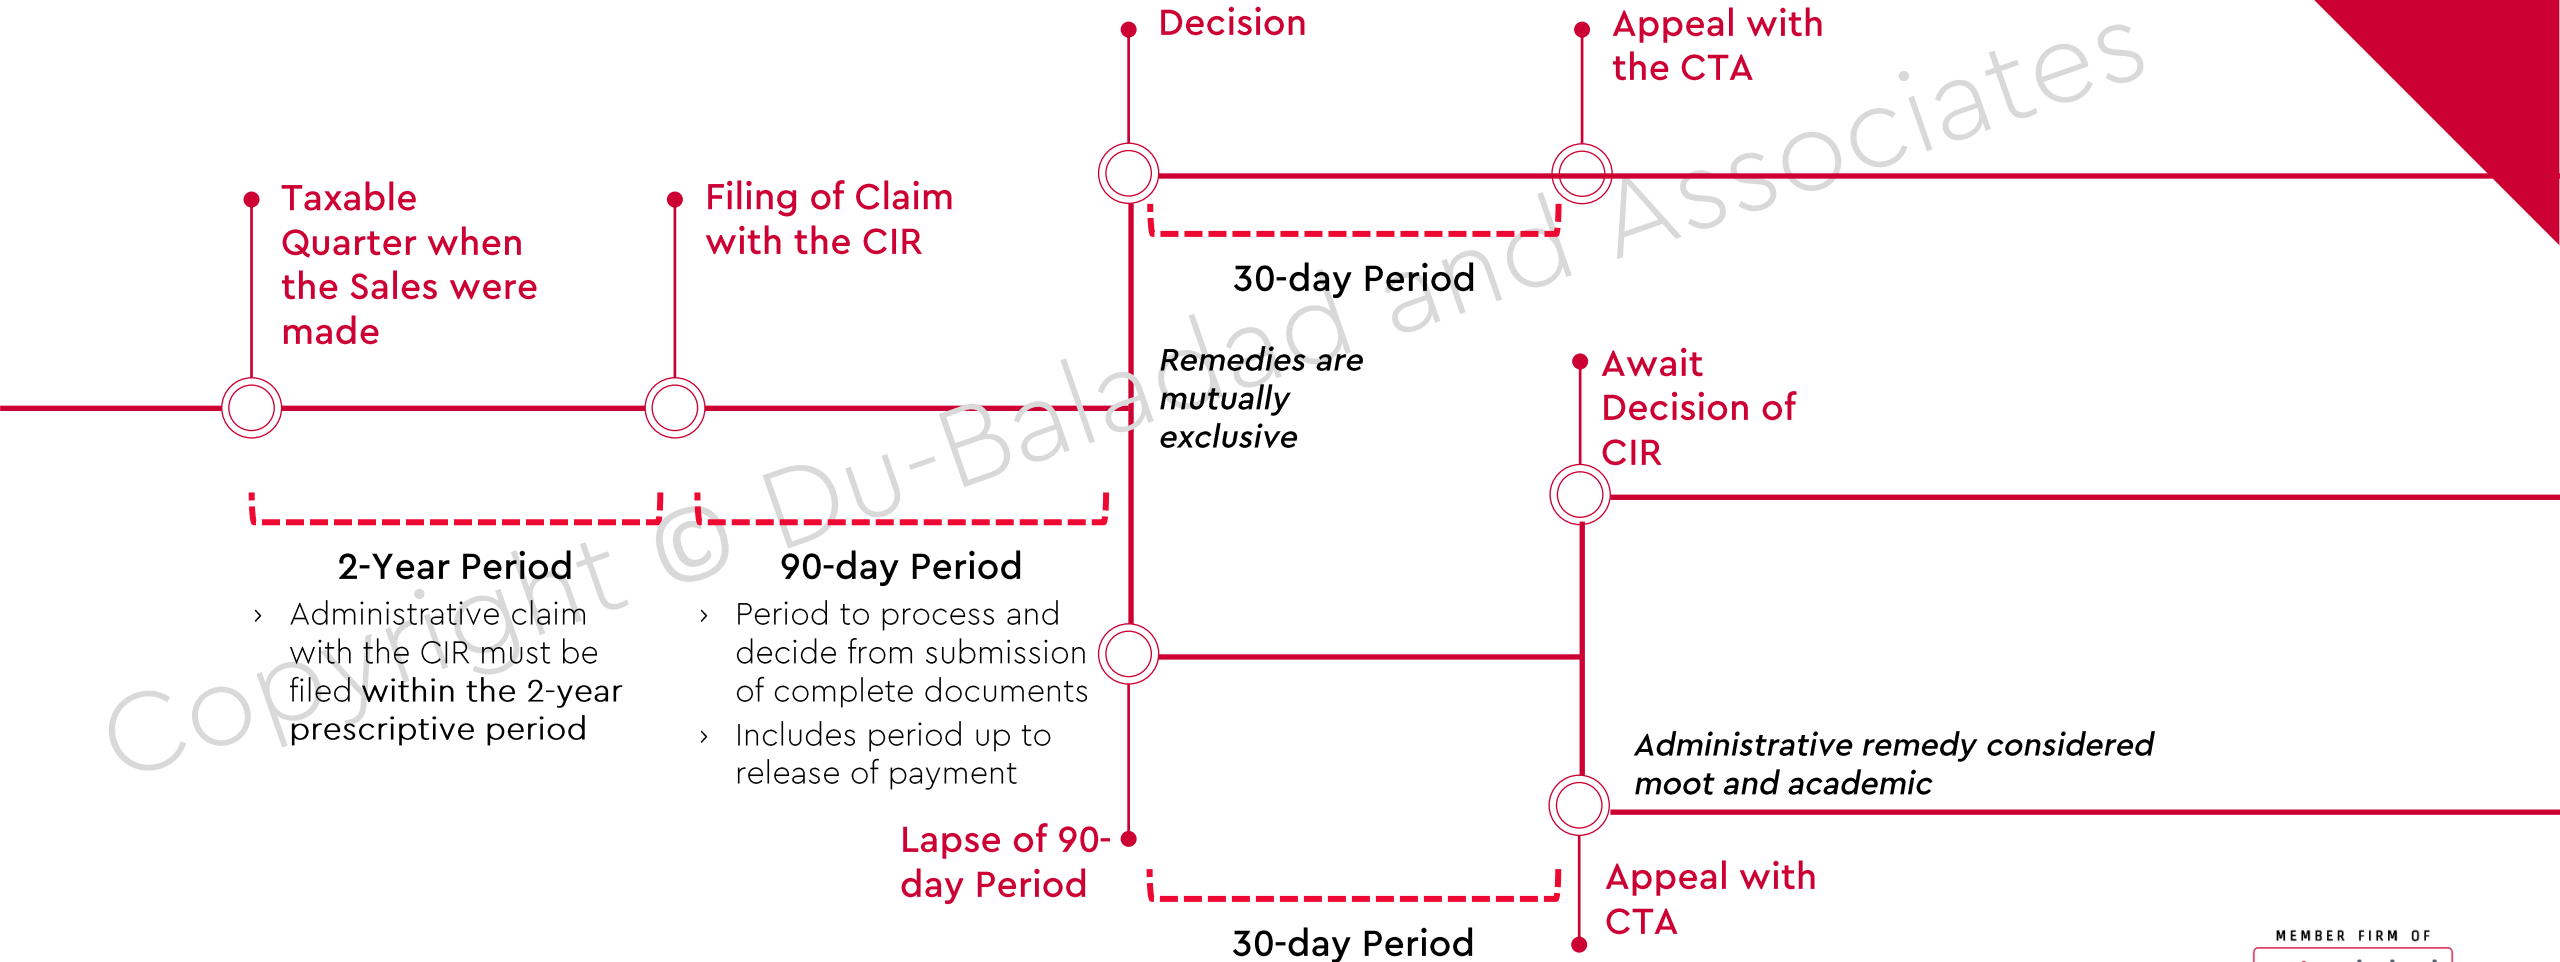 Decision
Appeal with
the CTA
Taxable
Quarter when
the Sales were
made
Filing of Claim
with the CIR
30-day Period
Remedies are
mutually
exclusive
Await
Decision of
CIR
2-Year Period
› Administrative claim
with the CIR must be
filed within the 2-year
prescriptive period
90-day Period
› Period to process and
decide from submission
of complete documents
› Includes period up to
release of payment
Lapse of 90-
day Period
Administrative remedy considered
moot and academic
Appeal with
CTA
30-day Period
MEMBER FIRM OF
Copyright © Du-Baladad and Associates